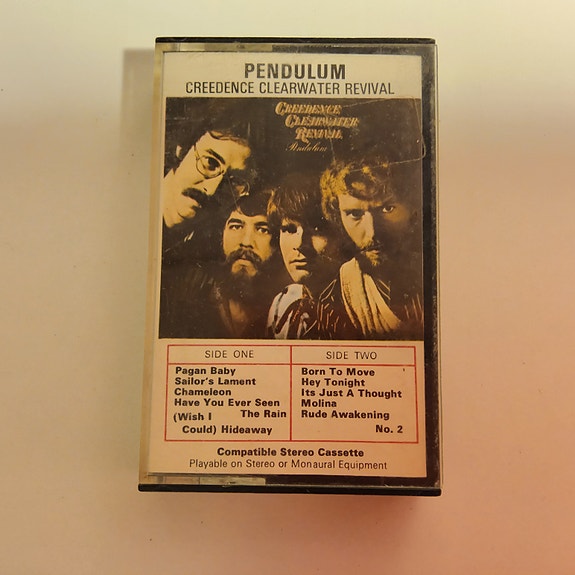 PENDULUM
CREEDENCE CLEARWATER REVIVAL
CREEDENCE
CLEARWATER
REVIVAL
Pendulum
SIDE ONE
Pagan Baby
Sailor's Lament
Chameleon
Have You Ever Seen
The Rain
(Wish I
Could) Hideaway
SIDE TWO
Born To Move
Hey Tonight
Its Just A Thought
Molina
Rude Awakening
No. 2
Compatible Stereo Cassette
Playable on Stereo or Monaural Equipment